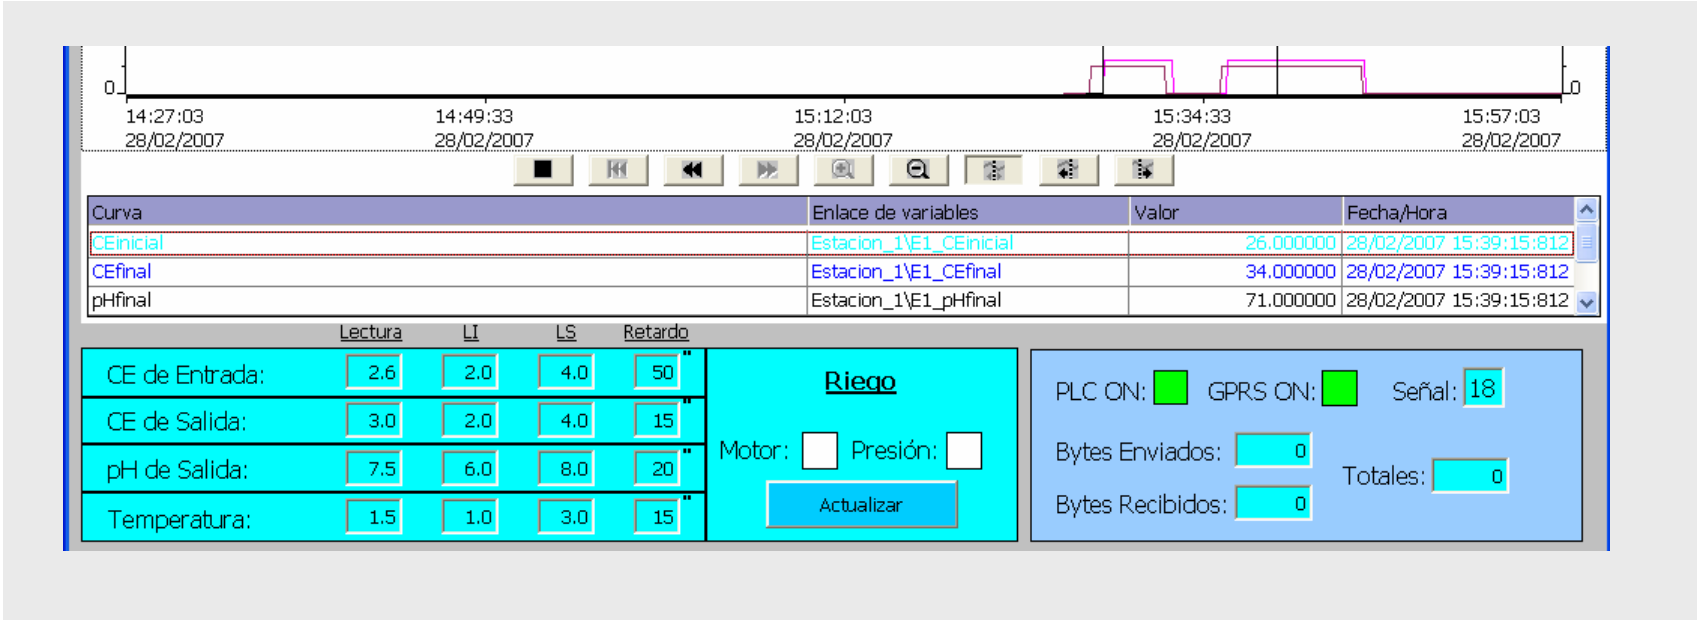 0 0
14:27:03 14:49:33 15:12:03 15:34:33 15:57:03
28/02/2007 28/02/2007 28/02/2007 28/02/2007 28/02/2007
Curva Enlace de variables Valor Fecha/Hora
CEinicial Estacion_1\E1_CEinicial 26.000000 28/02/2007 15:39:15:812
CEfinal Estacion_1\E1_CEfinal 34.000000 28/02/2007 15:39:15:812
pHfinal Estacion_1\E1_pHfinal 71.000000 28/02/2007 15:39:15:812
Lectura LI LS Retardo
CE de Entrada: 2.6 2.0 4.0 50 "
CE de Salida: 3.0 2.0 4.0 15 "
pH de Salida: 7.5 6.0 8.0 20 "
Temperatura: 1.5 1.0 3.0 15 "
Riego
Motor: Presión:
Actualizar
PLC ON: GPRS ON: Señal: 18
Bytes Enviados: 0
Totales: 0
Bytes Recibidos: 0